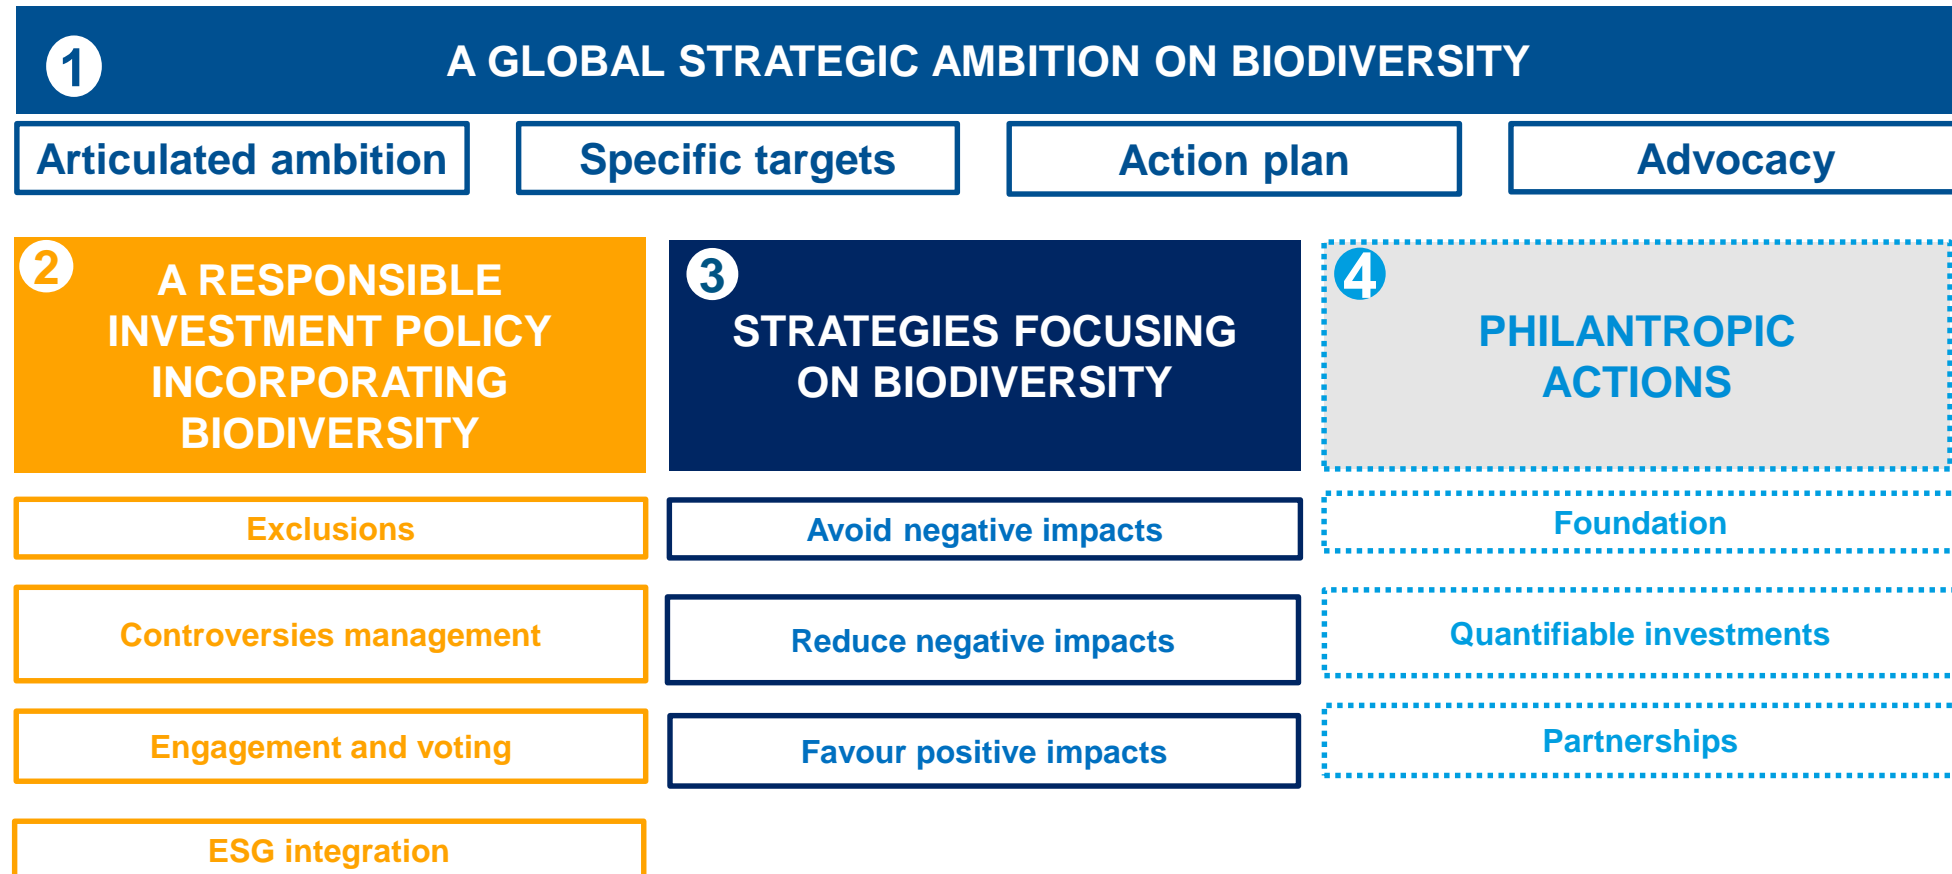 1
A GLOBAL STRATEGIC AMBITION ON BIODIVERSITY
Articulated ambition
Specific targets
Action plan
Advocacy
2
A RESPONSIBLE
INVESTMENT POLICY
INCORPORATING
BIODIVERSITY
Exclusions
Controversies management
Engagement and voting
ESG integration
3
STRATEGIES FOCUSING
ON BIODIVERSITY
Avoid negative impacts
Reduce negative impacts
Favour positive impacts
4
PHILANTROPIC
ACTIONS
Foundation
Quantifiable investments
Partnerships